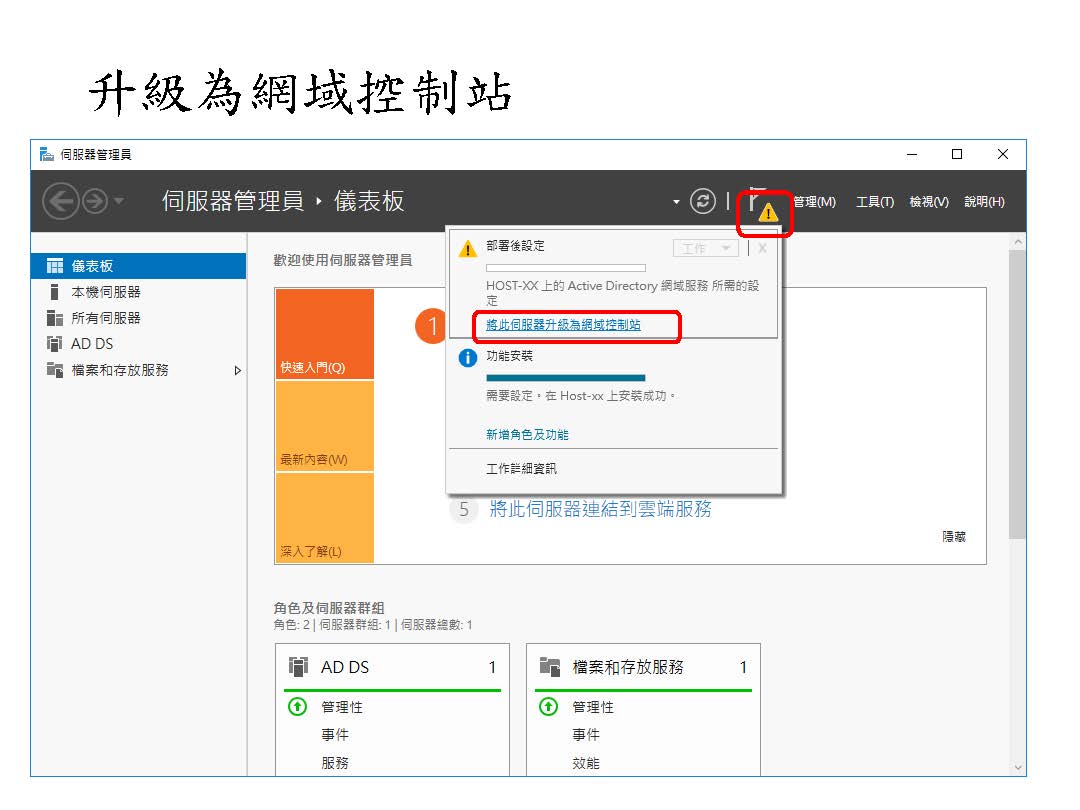 升級為網域控制站
伺服器管理員
伺服器管理員 ‣ 儀表板
管理(M) 工具(T) 檢視(V) 說明(H)
儀表板
本機伺服器
所有伺服器
AD DS
檔案和存放服務
歡迎使用伺服器管理員
部署後設定
工作
HOST-XX 上的 Active Directory 網域服務 所需的設
定
將此伺服器升級為網域控制站
1
快速入門(Q)
功能安裝
需要設定。在 Host-xx 上安裝成功。
新增角色及功能
最新內容(W)
工作詳細資訊
5 將此伺服器連結到雲端服務
隱藏
深入了解(L)
角色及伺服器群組
角色: 2 | 伺服器群組: 1 | 伺服器總數: 1
AD DS 1
管理性
事件
服務
檔案和存放服務 1
管理性
事件
效能